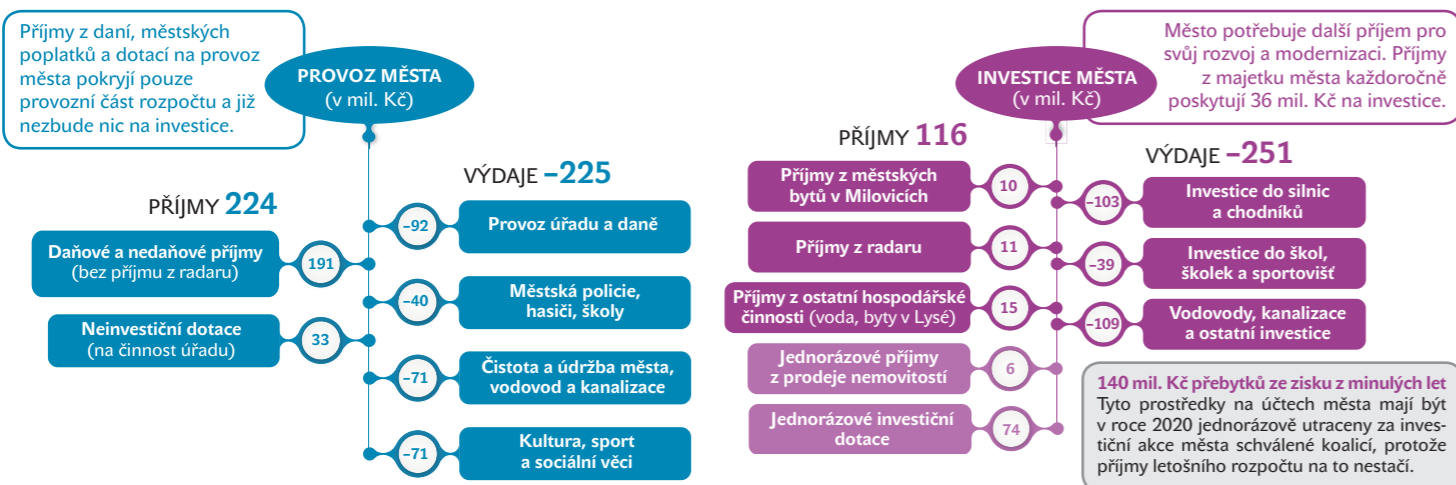 Příjmy z daní, městských
poplatků a dotací na provoz
města pokryjí pouze
provozní část rozpočtu a již
nezbude nic na investice.
PROVOZ MĚSTA
(v mil. Kč)
PŘÍJMY 224
Daňové a nedaňové příjmy
(bez příjmu z radaru)
191
Neinvestiční dotace
(na činnost úřadu)
33
VÝDAJE –225
–92
Provoz úřadu a daně
–40
Městská policie,
hasiči, školy
–71
Čistota a údržba města,
vodovod a kanalizace
–71
Kultura, sport
a sociální věci
INVESTICE MĚSTA
(v mil. Kč)
Město potřebuje další příjem pro
svůj rozvoj a modernizaci. Příjmy
z majetku města každoročně
poskytují 36 mil. Kč na investice.
PŘÍJMY 116
Příjmy z městských
bytů v Milovicích
10
Příjmy z radaru
11
Příjmy z ostatní hospodářské
činnosti (voda, byty v Lysé)
15
Jednorázové příjmy
z prodeje nemovitostí
6
Jednorázové investiční
dotace
74
VÝDAJE –251
–103
Investice do silnic
a chodníků
–39
Investice do škol,
školek a sportovišť
–109
Vodovody, kanalizace
a ostatní investice
140 mil. Kč přebytků ze zisku z minulých let
Tyto prostředky na účtech města mají být
v roce 2020 jednorázově utraceny za inves-
tiční akce města schválené koalicí, protože
příjmy letošního rozpočtu na to nestačí.